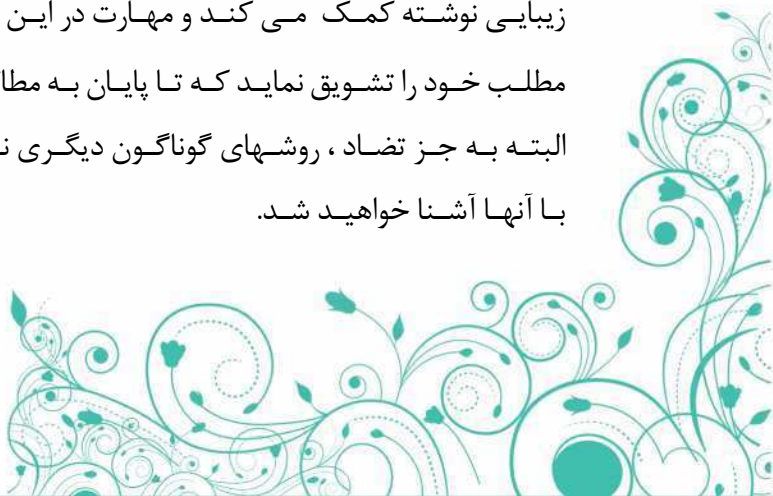 زیبایی نوشته کمک می کند و مهارت در این
مطلب خود را تشویق نماید که تا پایان به
البته به جز تضاد ، روشهای گوناگون دیگری
با آنها آشنا خواهید شد.